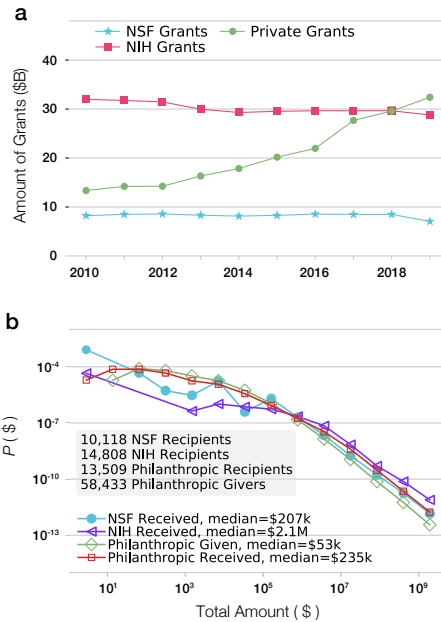 a
NSF Grants
Private Grants
NIH Grants
Amount of Grants ($B)
40
30
20
10
0
2010
2012
2014
2016
2018
b
P ( $ )
10⁻⁴
10⁻⁷
10⁻¹⁰
10⁻¹³
10,118 NSF Recipients
14,808 NIH Recipients
13,509 Philanthropic Recipients
58,433 Philanthropic Givers
NSF Received, median=$207k
NIH Received, median=$2.1M
Philanthropic Given, median=$53k
Philanthropic Received, median=$235k
10¹
10³
10⁵
10⁷
10⁹
Total Amount ( $ )